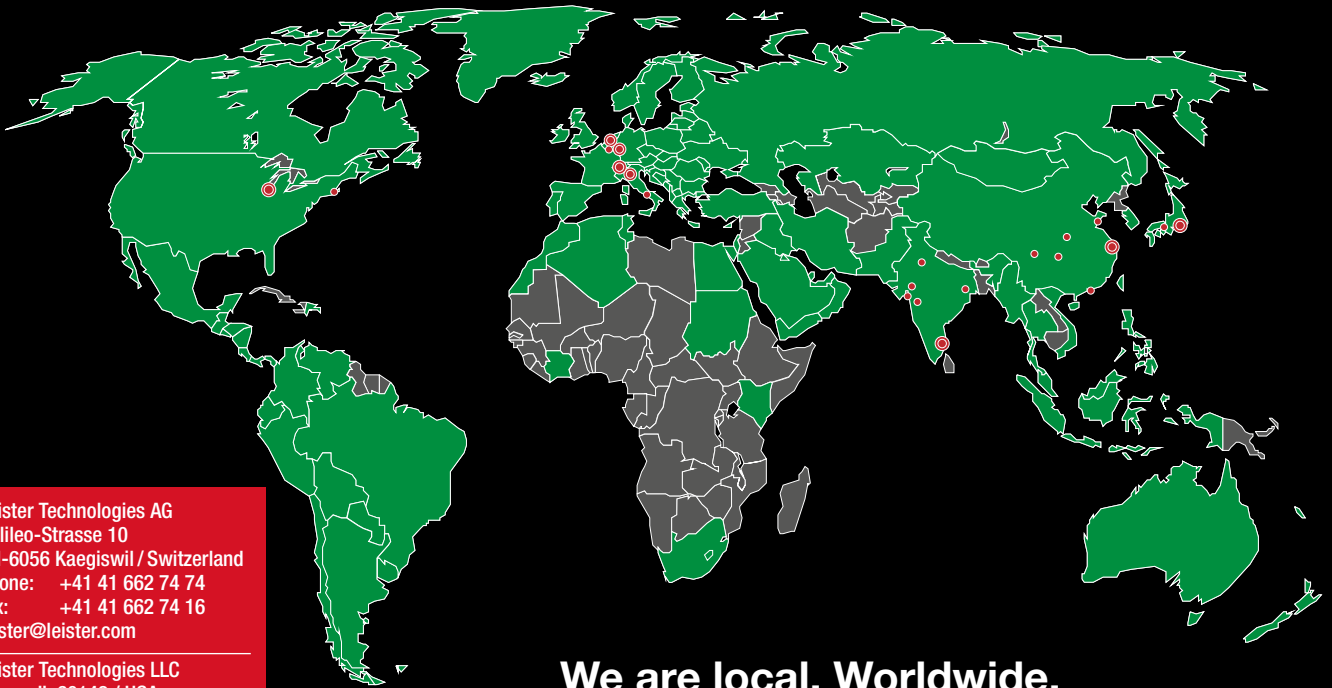 ister Technologies AG
lileo-Strasse 10
-6056 Kaegiswil / Switzerland
one: +41 41 662 74 74
x: +41 41 662 74 16
ster@leister.com
ister Technologies LLC
We are local. Worldwide.